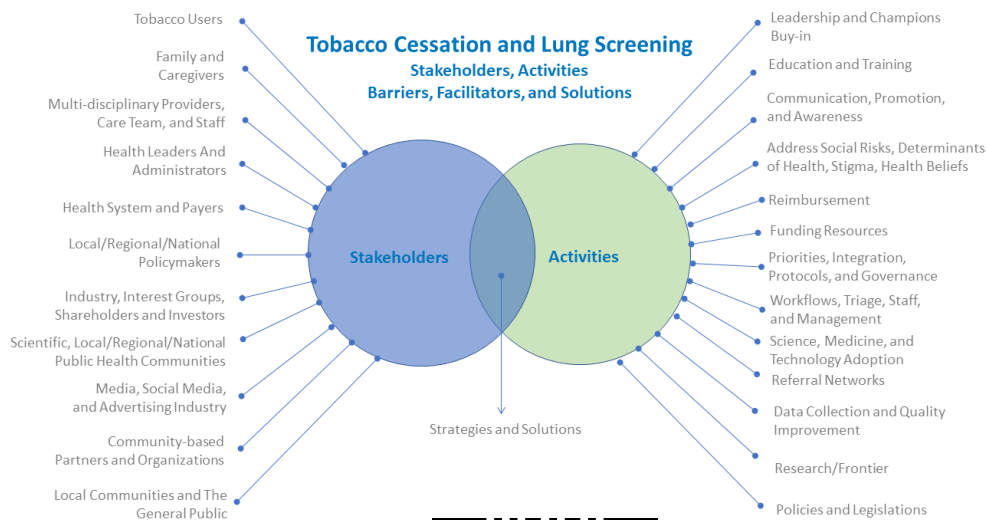 Tobacco Cessation and Lung Screening
Stakeholders, Activities
Barriers, Facilitators, and Solutions
Tobacco Users
Family and
Caregivers
Multi-disciplinary Providers,
Care Team, and Staff
Health Leaders And
Administrators
Health System and Payers
Local/Regional/National
Policymakers
Industry, Interest Groups,
Shareholders and Investors
Scientific, Local/Regional/National
Public Health Communities
Media, Social Media,
and Advertising Industry
Community-based
Partners and Organizations
Local Communities and The
General Public
Stakeholders
Activities
Strategies and Solutions
Leadership and Champions
Buy-in
Education and Training
Communication, Promotion,
and Awareness
Address Social Risks, Determinants
of Health, Stigma, Health Beliefs
Reimbursement
Funding Resources
Priorities, Integration,
Protocols, and Governance
Workflows, Triage, Staff,
and Management
Science, Medicine, and
Technology Adoption
Referral Networks
Data Collection and Quality
Improvement
Research/Frontier
Policies and Legislations